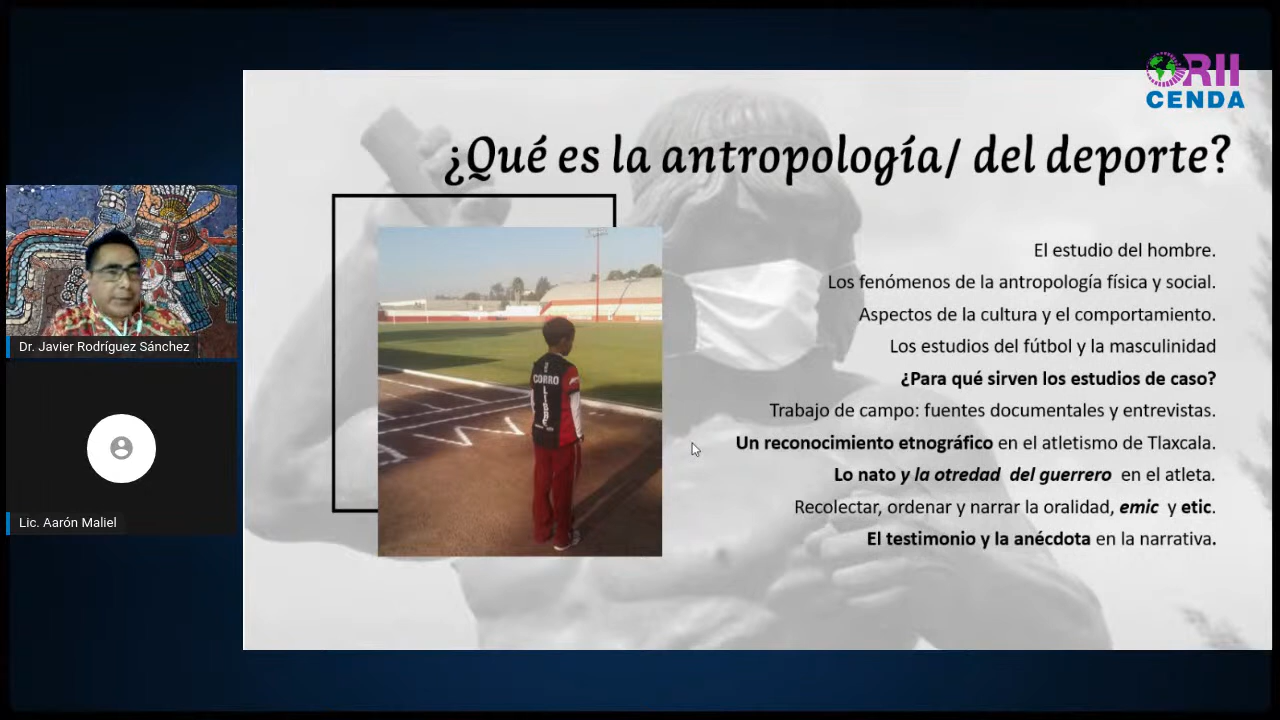 ORII
CENDA
¿Qué es la antropología/ del deporte?
El estudio del hombre.
Los fenómenos de la antropología física y social.
Aspectos de la cultura y el comportamiento.
Los estudios del fútbol y la masculinidad
¿Para qué sirven los estudios de caso?
Trabajo de campo: fuentes documentales y entrevistas.
Un reconocimiento etnográfico en el atletismo de Tlaxcala.
Lo nato y la otredad del guerrero en el atleta.
Recolectar, ordenar y narrar la oralidad, emic y etic.
El testimonio y la anécdota en la narrativa.
CORRO
LIBRE
Dr. Javier Rodríguez Sánchez
Lic. Aarón Maliel